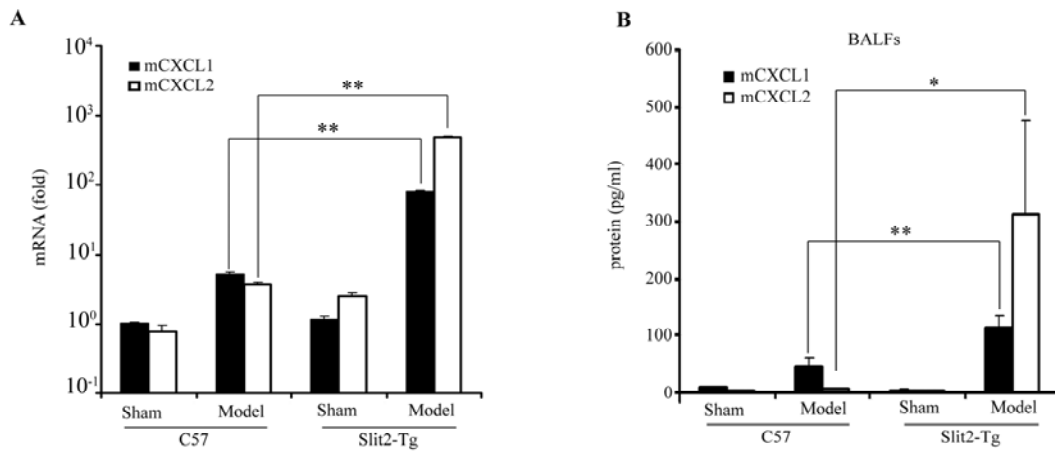 A
mRNA (fold)
10⁴
10³
10²
10¹
10⁰
10⁻¹
mCXCL1
mCXCL2
**
**
Sham Model Sham Model
C57 Slit2-Tg
B
BALFs
protein (pg/ml)
600
500
400
300
200
100
0
mCXCL1
mCXCL2
*
**
Sham Model Sham Model
C57 Slit2-Tg